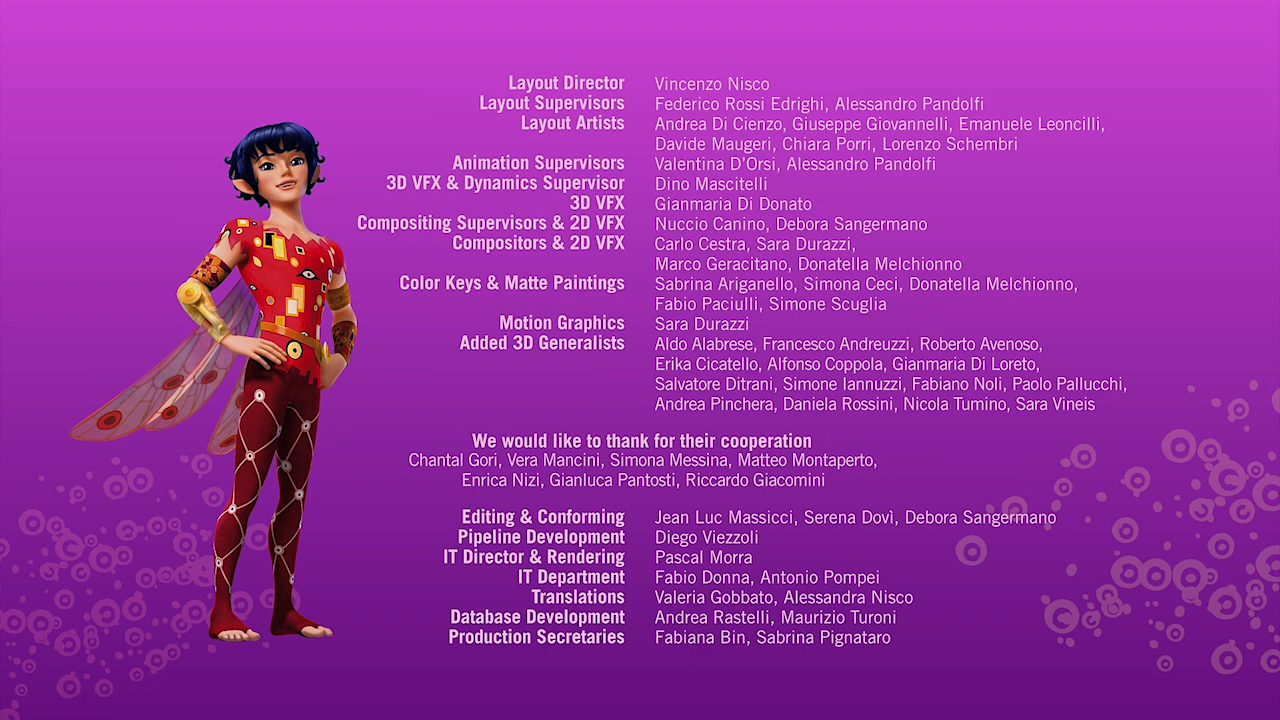 Layout Director Vincenzo Nisco
Layout Supervisors Federico Rossi Edrighi, Alessandro Pandolfi
Layout Artists Andrea Di Cienzo, Giuseppe Giovannelli, Emanuele Leoncilli,
Davide Maugeri, Chiara Porri, Lorenzo Schembri
Animation Supervisors Valentina D’Orsi, Alessandro Pandolfi
3D VFX & Dynamics Supervisor Dino Mascitelli
3D VFX Gianmaria Di Donato
Compositing Supervisors & 2D VFX Nuccio Canino, Debora Sangermano
Compositors & 2D VFX Carlo Cestra, Sara Durazzi,
Marco Geracitano, Donatella Melchionno
Color Keys & Matte Paintings Sabrina Ariganello, Simona Ceci, Donatella Melchionno,
Fabio Paciulli, Simone Scuglia
Motion Graphics Sara Durazzi
Added 3D Generalists Aldo Alabrese, Francesco Andreuzzi, Roberto Avenoso,
Erika Cicatello, Alfonso Coppola, Gianmaria Di Loreto,
Salvatore Ditrani, Simone Iannuzzi, Fabiano Noli, Paolo Pallucchi,
Andrea Pinchera, Daniela Rossini, Nicola Tumino, Sara Vineis
We would like to thank for their cooperation
Chantal Gori, Vera Mancini, Simona Messina, Matteo Montaperto,
Enrica Nizi, Gianluca Pantosti, Riccardo Giacomini
Editing & Conforming Jean Luc Massicci, Serena Dovì, Debora Sangermano
Pipeline Development Diego Viezzoli
IT Director & Rendering Pascal Morra
IT Department Fabio Donna, Antonio Pompei
Translations Valeria Gobbato, Alessandra Nisco
Database Development Andrea Rastelli, Maurizio Turoni
Production Secretaries Fabiana Bin, Sabrina Pignataro